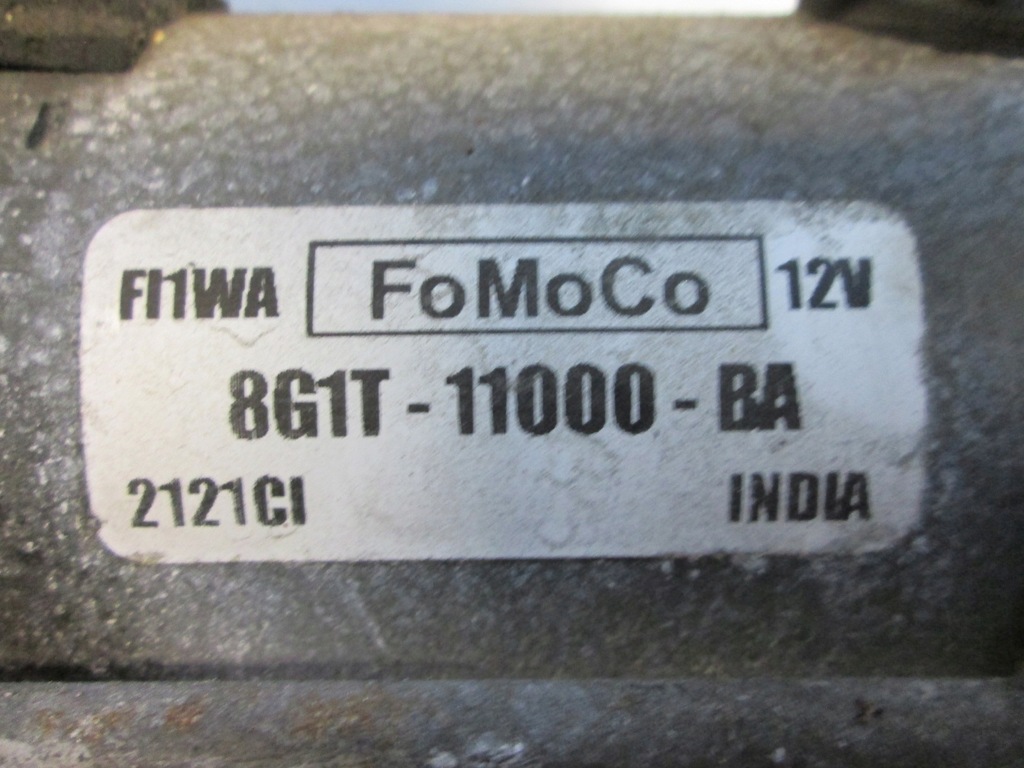 FI1WA FoMoCo 12V
8G1T - 11000 - BA
2121CI INDIA